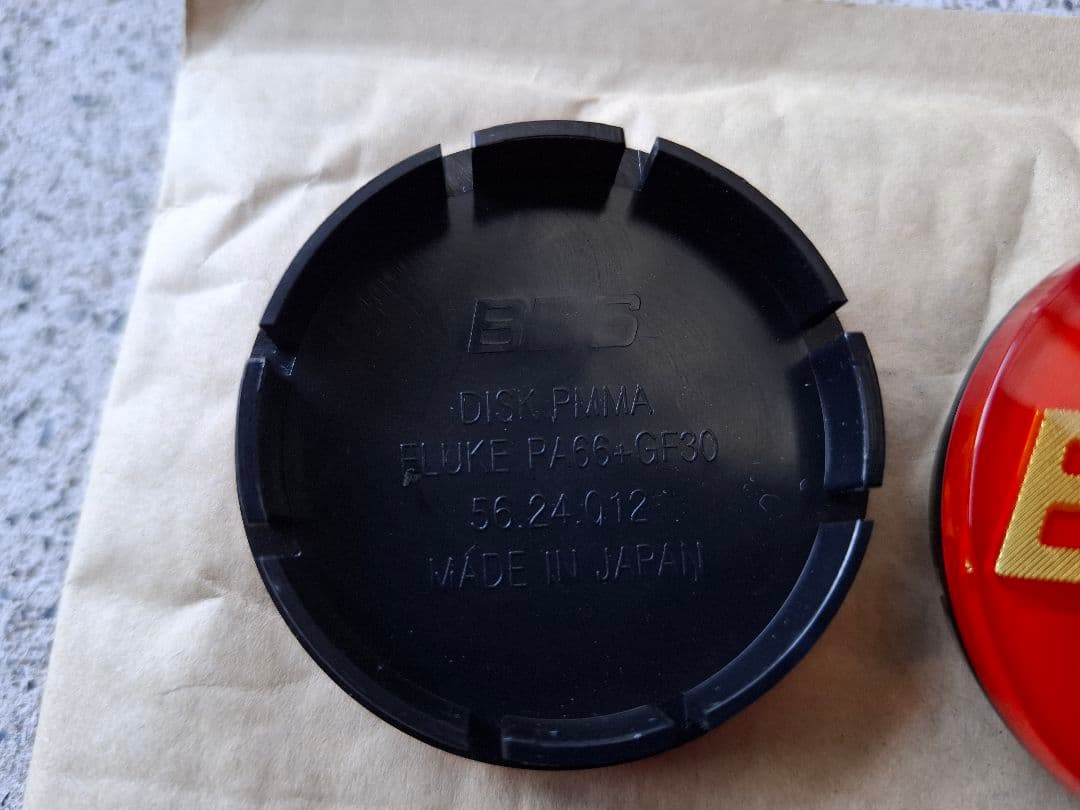 BBS
DISK PMMA
FLUKE PA66+GF30
56.24.012
MADE IN JAPAN
B